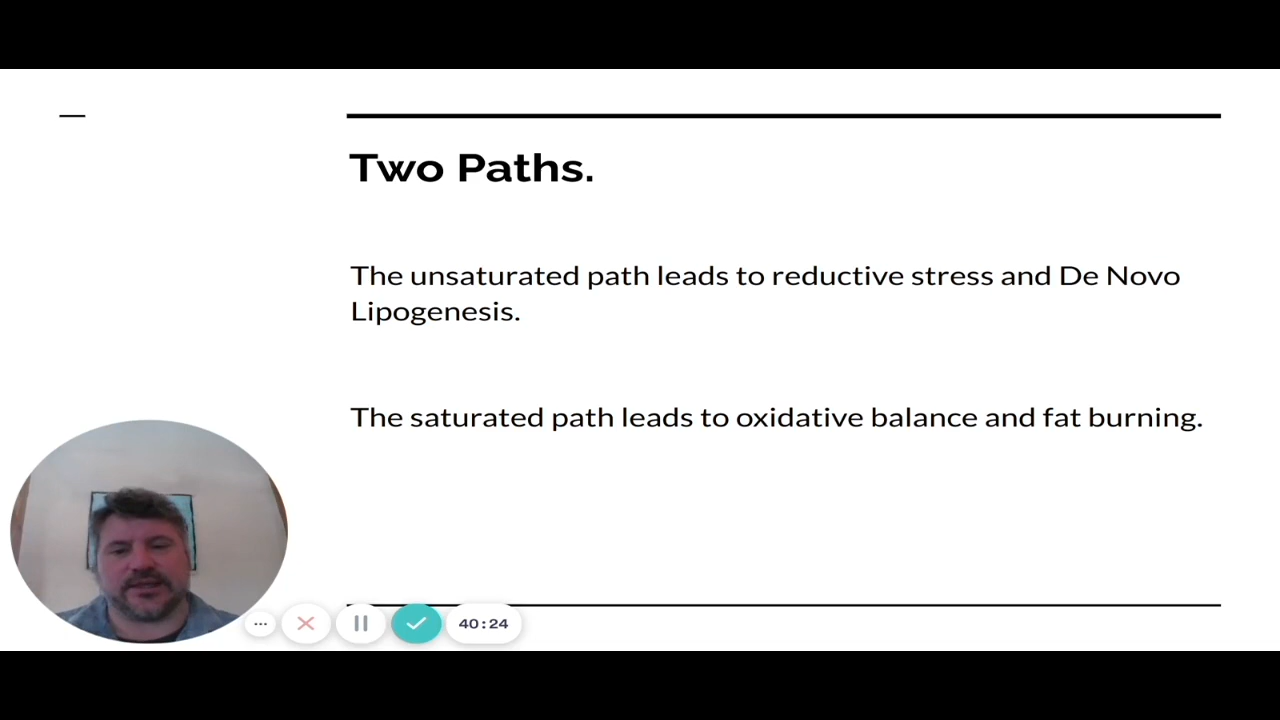 Two Paths.
The unsaturated path leads to reductive stress and De Novo
Lipogenesis.
The saturated path leads to oxidative balance and fat burning.
40:24